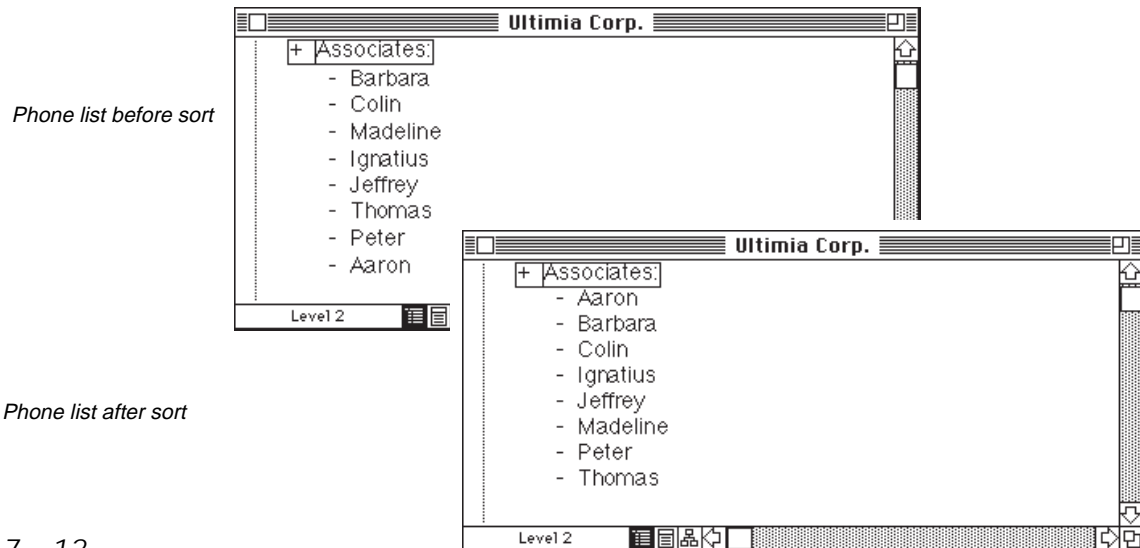 Ultimia Corp.
+ Associates:
- Barbara
- Colin
- Madeline
- Ignatius
- Jeffrey
- Thomas
- Peter
- Aaron
Level 2
Phone list before sort
Ultimia Corp.
+ Associates:
- Aaron
- Barbara
- Colin
- Ignatius
- Jeffrey
- Madeline
- Peter
- Thomas
Level 2
Phone list after sort